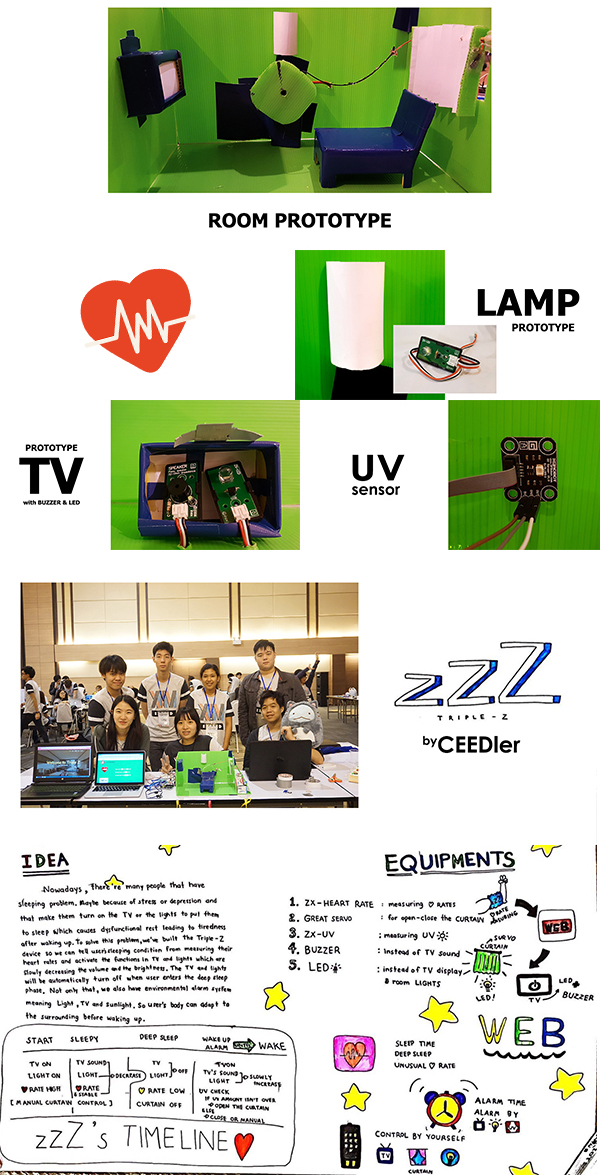 ROOM PROTOTYPE
LAMP
PROTOTYPE
PROTOTYPE
TV
with BUZZER & LED
SPEAKER
UV
sensor
zZZ
TRIPLE-Z
by CEEDler
IDEA
Nowadays, There're many people that have
sleeping problem. Maybe because of stress or depression and
that make them turn on the TV or the lights to put them
to sleep which causes dysfunctional rest leading to tiredness
after waking up. To solve this problem, we've built the Triple-Z
device so we can tell user's sleeping condition from measuring their
heart rates and activate the functions in TV and lights which are
slowly decreasing the volume and the brightness. The TV and lights
will be automatically turn off when user enters the deep sleep
phase. Not only that, we also have environmental alarm system
meaning Light, TV and sunlight. So user's body can adapt to
the surrounding before waking up.
START SLEEPY DEEP SLEEP WAKE UP ALARM WAKE
TV ON
LIGHT ON
♥ RATE HIGH
[ MANUAL CURTAIN CONTROL ]
TV SOUND
LIGHT
DECREASE
♥ RATE
& STABLE
TV
LIGHT
OFF
♡ RATE LOW
CURTAIN OFF
TV ON
TV'S SOUND
LIGHT
SLOWLY
INCREASE
UV CHECK
IF UV AMOUNT ISN'T OVER
→ OPEN THE CURTAIN
ELSE
→ CLOSE OR MANUAL
zZZ'S TIMELINE ♥
EQUIPMENTS
1. ZX-HEART RATE : measuring ♡ RATES
2. GREAT SERVO : for open-close the CURTAIN
3. ZX-UV : measuring UV
4. BUZZER : instead of TV sound
5. LED : instead of TV display
& room LIGHTS
♡ RATE
MEASURING
WEB
SERVO
CURTAIN
LED!
TV
LED
+
BUZZER
WEB
SLEEP TIME
DEEP SLEEP
UNUSUAL ♡ RATE
ALARM TIME
ALARM BY
TV
CONTROL BY YOURSELF
TV
CURTAIN